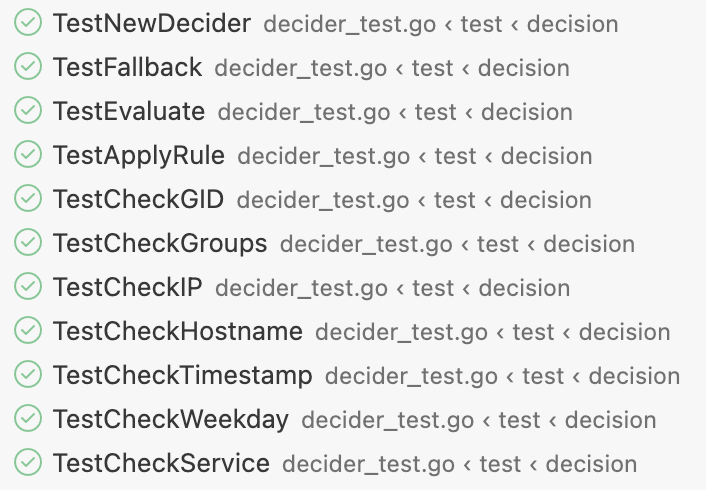 TestNewDecider decider_test.go ‹ test ‹ decision
TestFallback decider_test.go ‹ test ‹ decision
TestEvaluate decider_test.go ‹ test ‹ decision
TestApplyRule decider_test.go ‹ test ‹ decision
TestCheckGID decider_test.go ‹ test ‹ decision
TestCheckGroups decider_test.go ‹ test ‹ decision
TestCheckIP decider_test.go ‹ test ‹ decision
TestCheckHostname decider_test.go ‹ test ‹ decision
TestCheckTimestamp decider_test.go ‹ test ‹ decision
TestCheckWeekday decider_test.go ‹ test ‹ decision
TestCheckService decider_test.go ‹ test ‹ decision